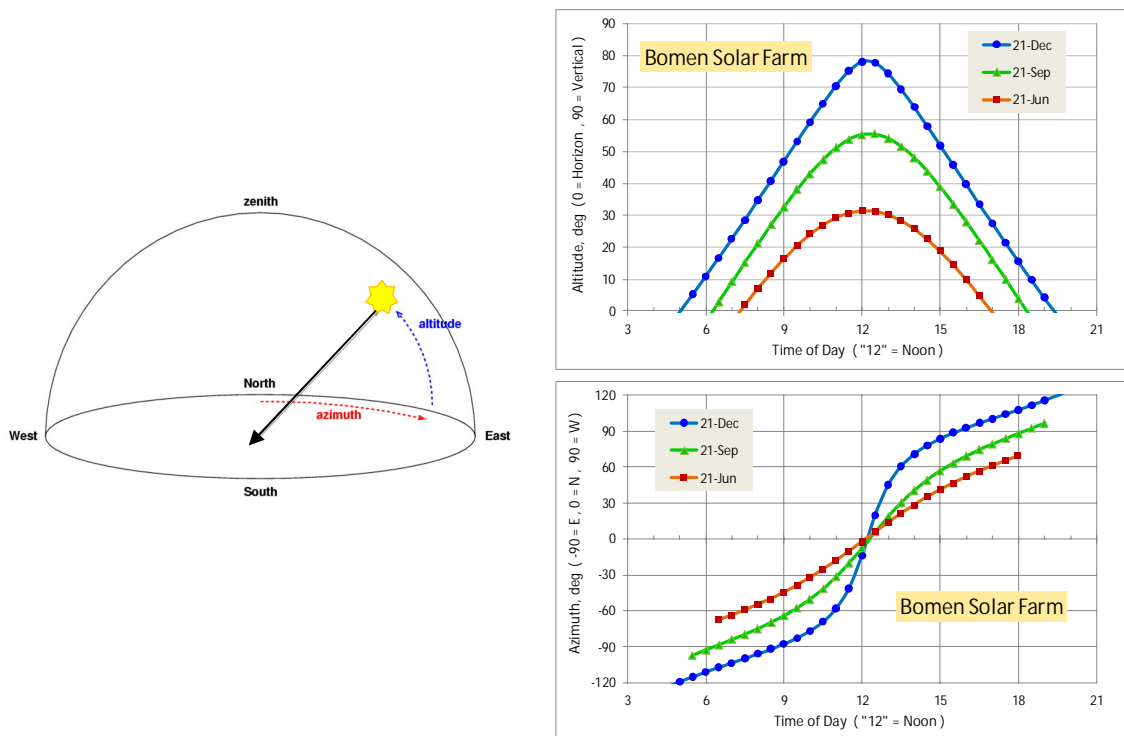 zenith
altitude
North
azimuth
West
East
South
Bomen Solar Farm
21-Dec
21-Sep
21-Jun
Altitude, deg ( 0 = Horizon , 90 = Vertical )
90
80
70
60
50
40
30
20
10
0
3 6 9 12 15 18 21
Time of Day ( "12" = Noon )
21-Dec
21-Sep
21-Jun
Bomen Solar Farm
Azimuth, deg ( -90 = E , 0 = N , 90 = W )
120
90
60
30
0
-30
-60
-90
-120
3 6 9 12 15 18 21
Time of Day ( "12" = Noon )